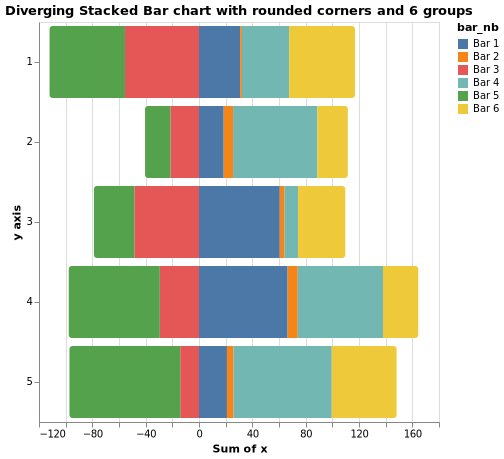 Diverging Stacked Bar chart with rounded corners and 6 groups
bar_nb
Bar 1
Bar 2
Bar 3
Bar 4
Bar 5
Bar 6
y axis
1
2
3
4
5
−120 −80 −40 0 40 80 120 160
Sum of x